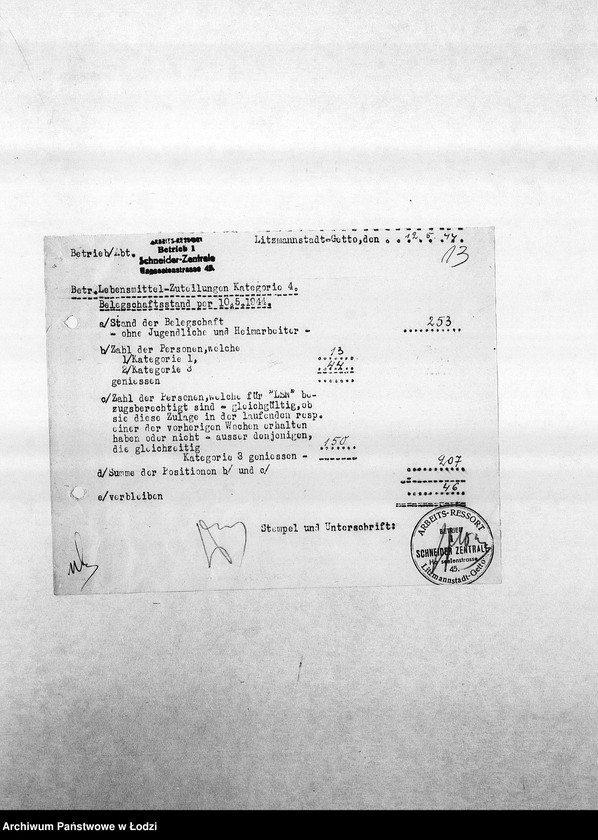 Litzmannstadt-Getto,den 12.5.44.
13
Betrieb/Abt.
ARBEITS-RESSORT
Betrieb 1
Schneider-Zentrale
45.
Betr.Lebensmittel-Zuteilungen Kategorie 4.
Belegschaftsstand per 10.5.1944.
a/Stand der Belegschaft 253
- ohne Jugendliche und Heimarbeiter -
b/Zahl der Personen,welche
1/Kategorie 1, 13
2/Kategorie 3 44
geniessen
c/Zahl der Personen,welche für "LSN" be-
zugsberechtigt sind - gleichgültig,ob
sie diese Zulage in der laufenden resp.
einer der vorherigen Wochen erhalten
haben oder nicht - ausser denjenigen,
die gleichzeitig 150
Kategorie 3 geniessen -
d/Summe der Positionen b/ und c/ 207
e/verbleiben 46
Stempel und Unterschrift:
ARBEITS-RESSORT
BETRIEB
SCHNEIDER ZENTRALE
45.
Litzmannstadt-Getto
Archiwum Państwowe w Łodzi